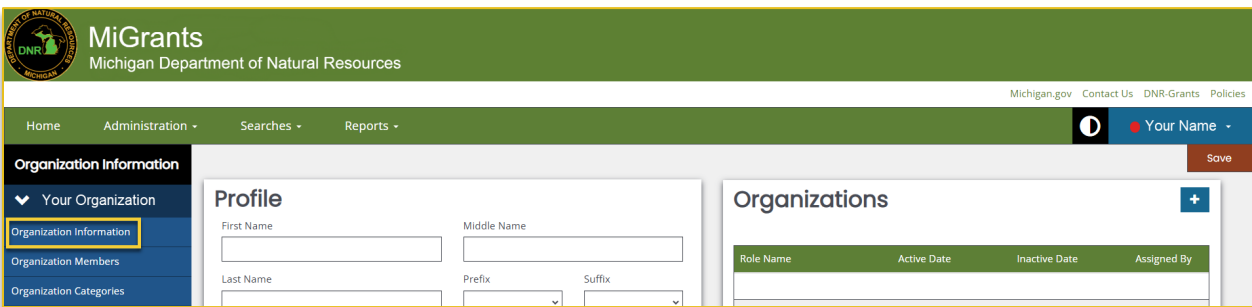 DEPARTMENT OF NATURAL RESOURCES
DNR
MICHIGAN
MiGrants
Michigan Department of Natural Resources
Michigan.gov Contact Us DNR-Grants Policies
Home Administration Searches Reports Your Name
Organization Information
Save
Your Organization
Organization Information
Organization Members
Organization Categories
Profile
First Name Middle Name
Last Name Prefix Suffix
Organizations
+
Role Name Active Date Inactive Date Assigned By